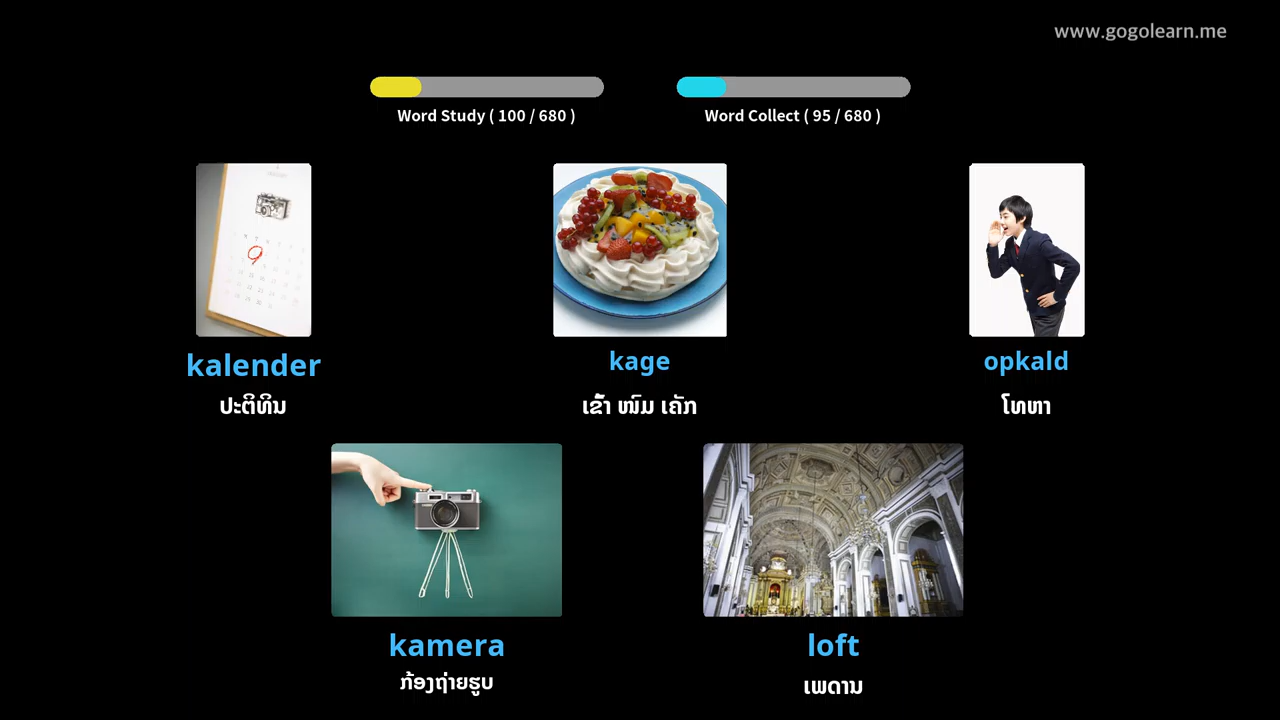 www.gogolearn.me
Word Study ( 100 / 680 )
Word Collect ( 95 / 680 )
kalender
ປະຕິທິນ
kage
ເຂົ້າ ໜົມ ເຄັກ
opkald
ໂທຫາ
kamera
ກ້ອງຖ່າຍຮູບ
loft
ເພດານ